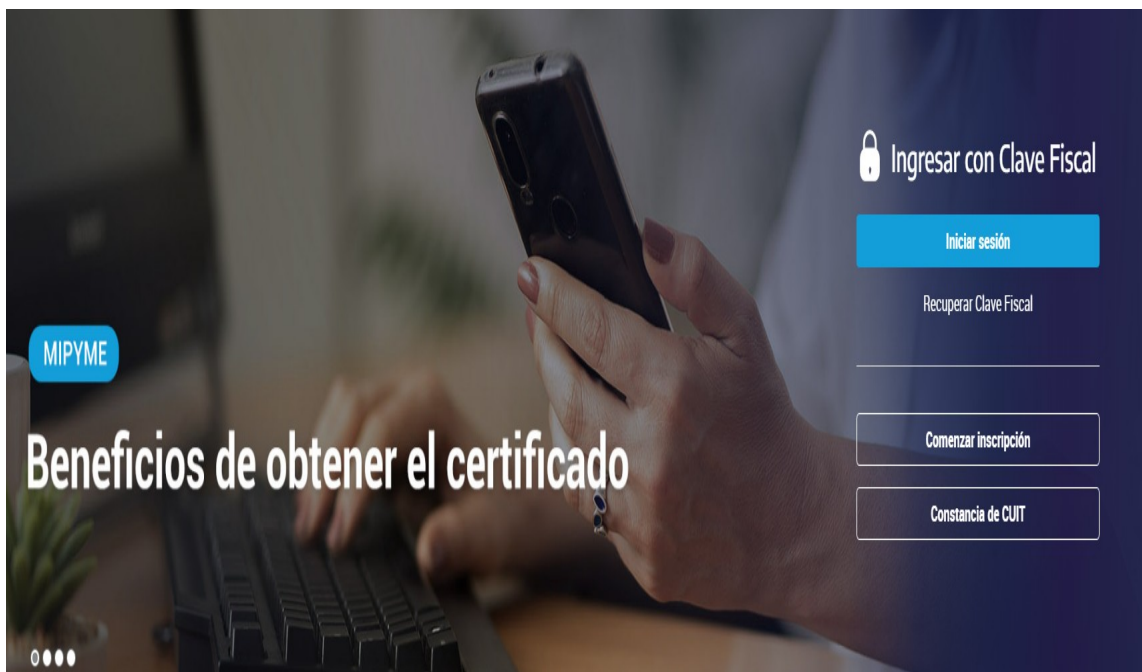 MIPYME
Beneficios de obtener el certificado
Ingresar con Clave Fiscal
Iniciar sesión
Recuperar Clave Fiscal
Comenzar inscripción
Constancia de CUIT